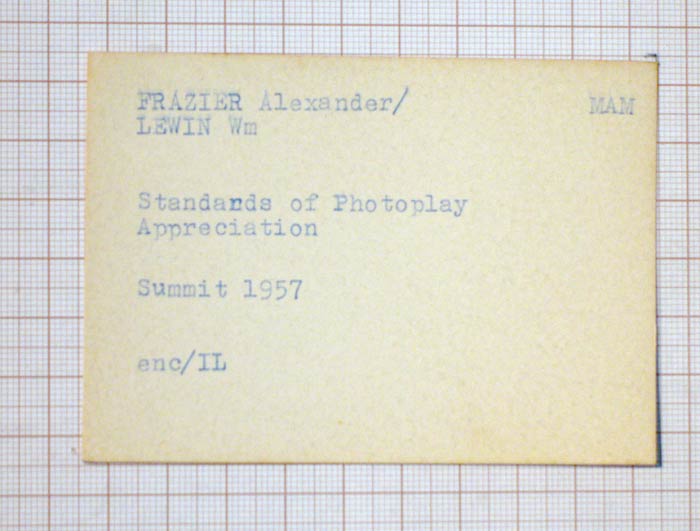 FRAZIER Alexander/ MAM
LEWIN Wm
Standards of Photoplay
Appreciation
Summit 1957
enc/IL